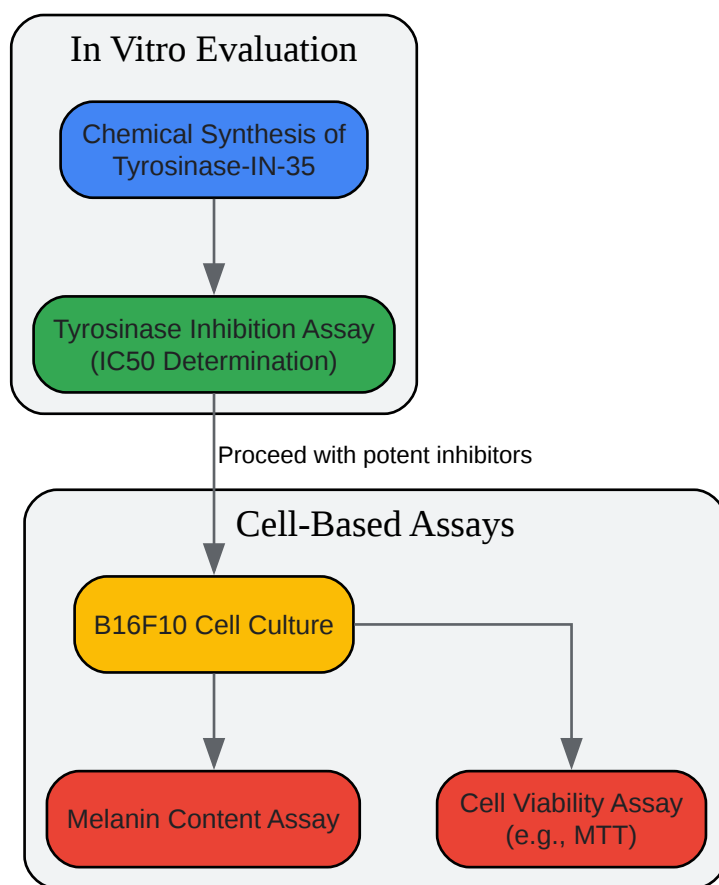 In Vitro Evaluation
Chemical Synthesis of
Tyrosinase-IN-35
Tyrosinase Inhibition Assay
(IC50 Determination)
Proceed with potent inhibitors
Cell-Based Assays
B16F10 Cell Culture
Melanin Content Assay
Cell Viability Assay
(e.g., MTT)